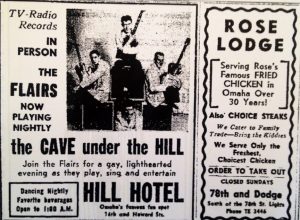 TV-Radio
Records
IN
PERSON
THE
FLAIRS
NOW
PLAYING
NIGHTLY
the CAVE under the HILL
Join the Flairs for a gay, lighthearted
evening as they play, sing and entertain
Dancing Nightly
Favorite beverages
Open to 1:00 A.M.
HILL HOTEL
Omaha's famous fun spot
16th and Howard Sts.
ROSE
LODGE
Serving Rose's
Famous FRIED
CHICKEN in
Omaha Over
30 Years!
Also CHOICE STEAKS
We Cater to Family
Trade—Bring the Kiddies
We Serve Only the
Freshest,
Choicest Chicken
ORDER TO TAKE OUT
CLOSED SUNDAYS
78th and Dodge
South of the 78th St. Lights
Phone TE 3446